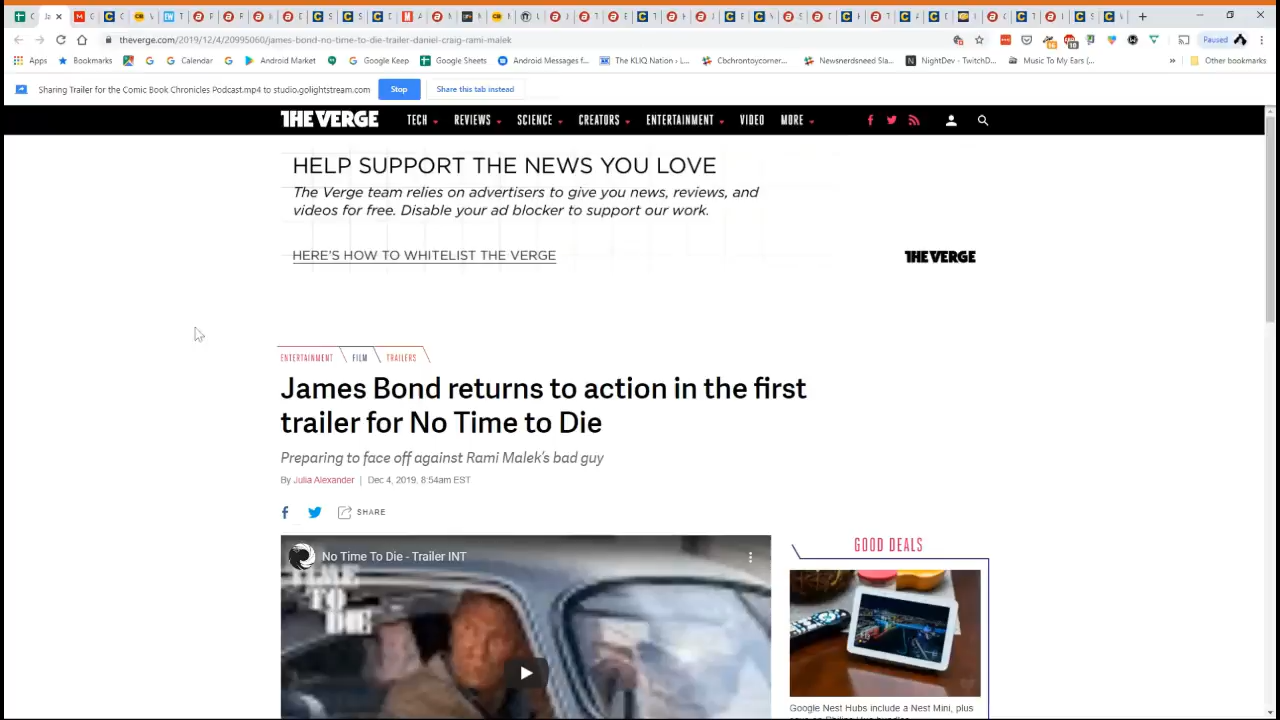 theverge.com/2019/12/4/20995060/james-bond-no-time-to-die-trailer-daniel-craig-rami-malek
Paused
Apps
Bookmarks
Calendar
Android Market
Google Keep
Google Sheets
Android Messages f...
The KLIQ Nation › L...
Cbchrontoycorner...
Newsnerdsneed Sla...
NightDev - TwitchD...
Music To My Ears (...
»
Other bookmarks
Sharing Trailer for the Comic Book Chronicles Podcast.mp4 to studio.golightstream.com
Stop
Share this tab instead
THE VERGE
TECH
REVIEWS
SCIENCE
CREATORS
ENTERTAINMENT
VIDEO
MORE
HELP SUPPORT THE NEWS YOU LOVE
The Verge team relies on advertisers to give you news, reviews, and
videos for free. Disable your ad blocker to support our work.
HERE'S HOW TO WHITELIST THE VERGE
THE VERGE
ENTERTAINMENT
FILM
TRAILERS
James Bond returns to action in the first
trailer for No Time to Die
Preparing to face off against Rami Malek's bad guy
By Julia Alexander | Dec 4, 2019, 8:54am EST
SHARE
No Time To Die - Trailer INT
TIME
TO
DIE
GOOD DEALS
Google Nest Hubs include a Nest Mini, plus